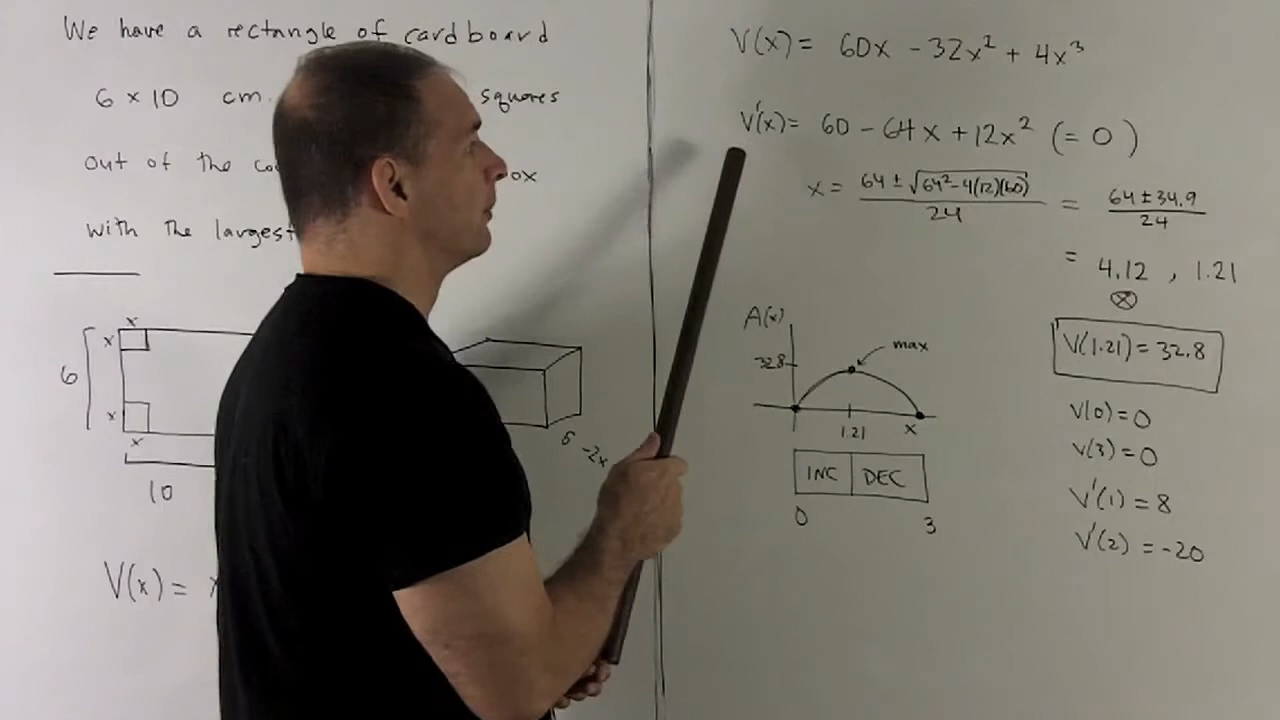 We have a rectangle of cardboard
6 × 10 cm. squares
out of the
with the largest
x
x
6
x
x
10
6 -2x
V(x) =
V(x) = 60x - 32x² + 4x³
V'(x) = 60 - 64x + 12x² (= 0)
x = (64 ± √(64² - 4(12)(60))) / 24 = (64 ± 34.9) / 24
= 4.12 , 1.21
⊗
A(x)
32.8
max
1.21
x
INC DEC
0 3
V(1.21) = 32.8
V(0) = 0
V(3) = 0
V'(1) = 8
V'(2) = -20